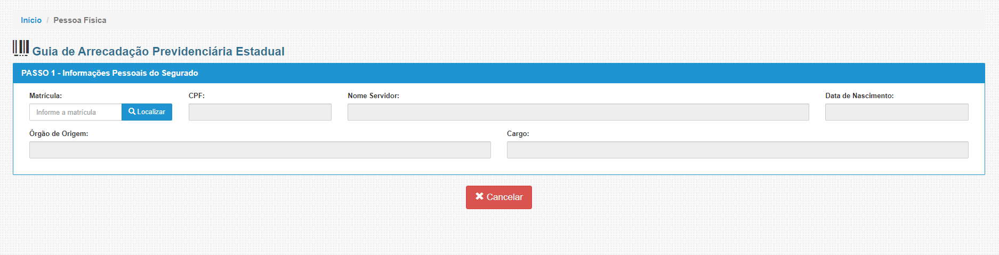 Início / Pessoa Física
Guia de Arrecadação Previdenciária Estadual
PASSO 1 - Informações Pessoais do Segurado
Matrícula: CPF: Nome Servidor: Data de Nascimento:
Informe a matrícula Localizar
Órgão de Origem: Cargo:
Cancelar